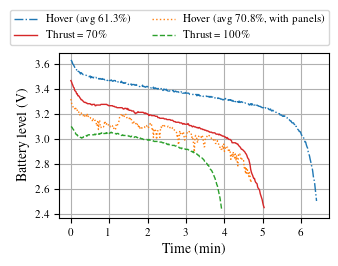 Hover (avg 61.3%)
Hover (avg 70.8%, with panels)
Thrust = 70%
Thrust = 100%
Battery level (V)
3.6
3.4
3.2
3.0
2.8
2.6
2.4
0
1
2
3
4
5
6
Time (min)